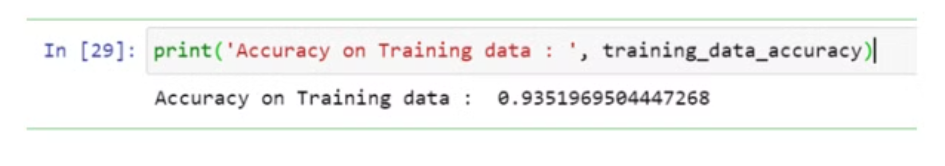 In [29]: print('Accuracy on Training data : ', training_data_accuracy)
Accuracy on Training data :  0.9351969504447268